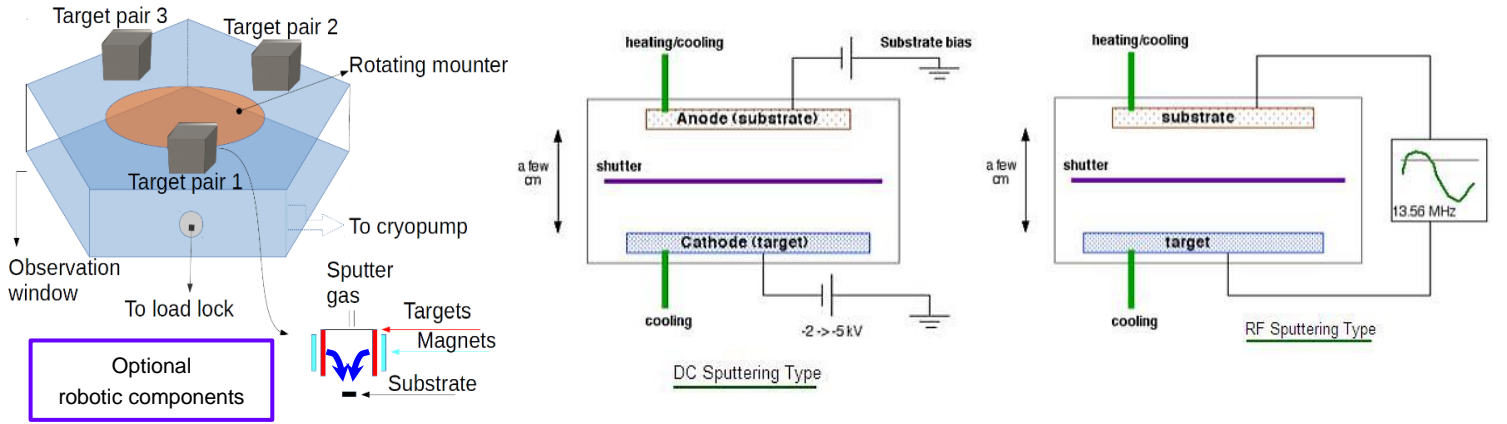 Target pair 3
Target pair 2
Rotating mounter
Target pair 1
To cryopump
Observation
window
To load lock
Sputter
gas
Targets
Magnets
Substrate
Optional
robotic components
heating/cooling
Substrate bias
Anode (substrate)
a few
cm
shutter
Cathode (target)
cooling
-2 -> -5 kV
DC Sputtering Type
heating/cooling
substrate
a few
cm
shutter
13.56 MHz
target
cooling
RF Sputtering Type